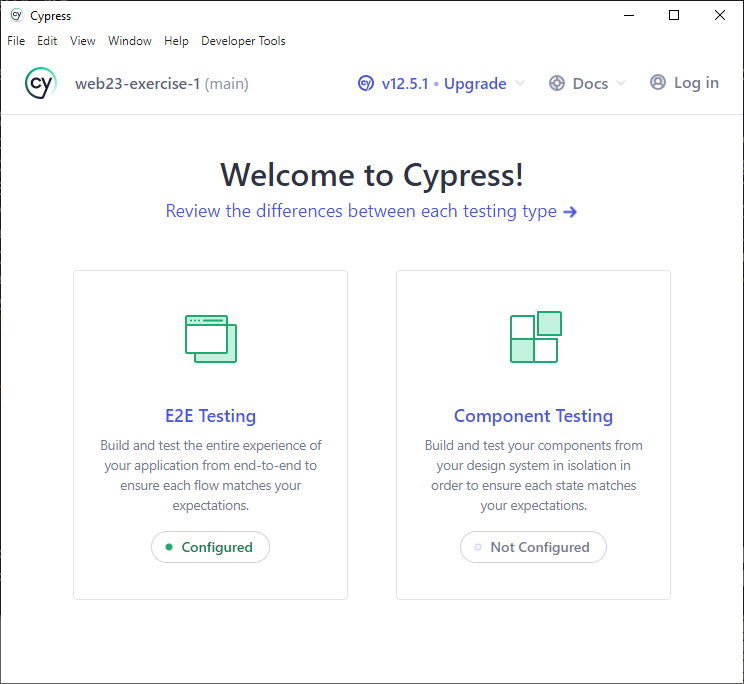 Cypress
File Edit View Window Help Developer Tools
cy web23-exercise-1 (main) cy v12.5.1 • Upgrade Docs Log in
Welcome to Cypress!
Review the differences between each testing type →
E2E Testing
Build and test the entire experience of
your application from end-to-end to
ensure each flow matches your
expectations.
Configured
Component Testing
Build and test your components from
your design system in isolation in
order to ensure each state matches
your expectations.
Not Configured